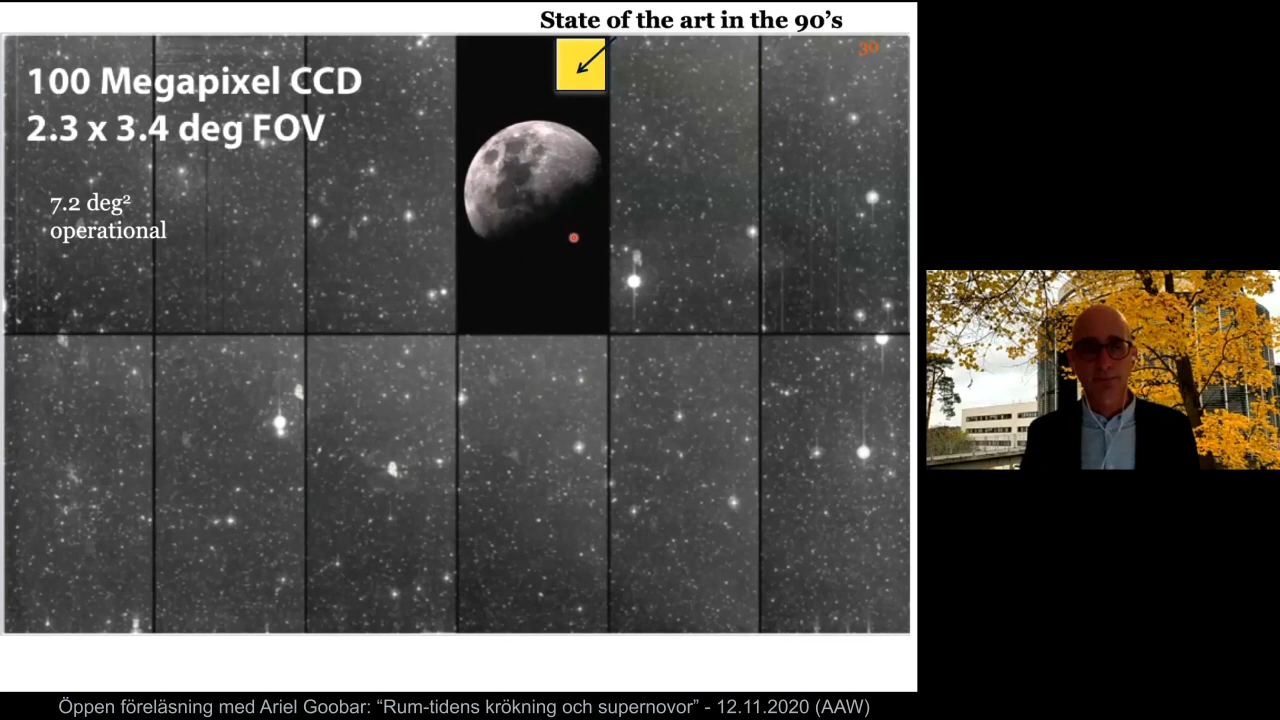 State of the art in the 90’s
30
100 Megapixel CCD
2.3 x 3.4 deg FOV
7.2 deg²
operational
Öppen föreläsning med Ariel Goobar: “Rum-tidens krökning och supernovor” - 12.11.2020 (AAW)